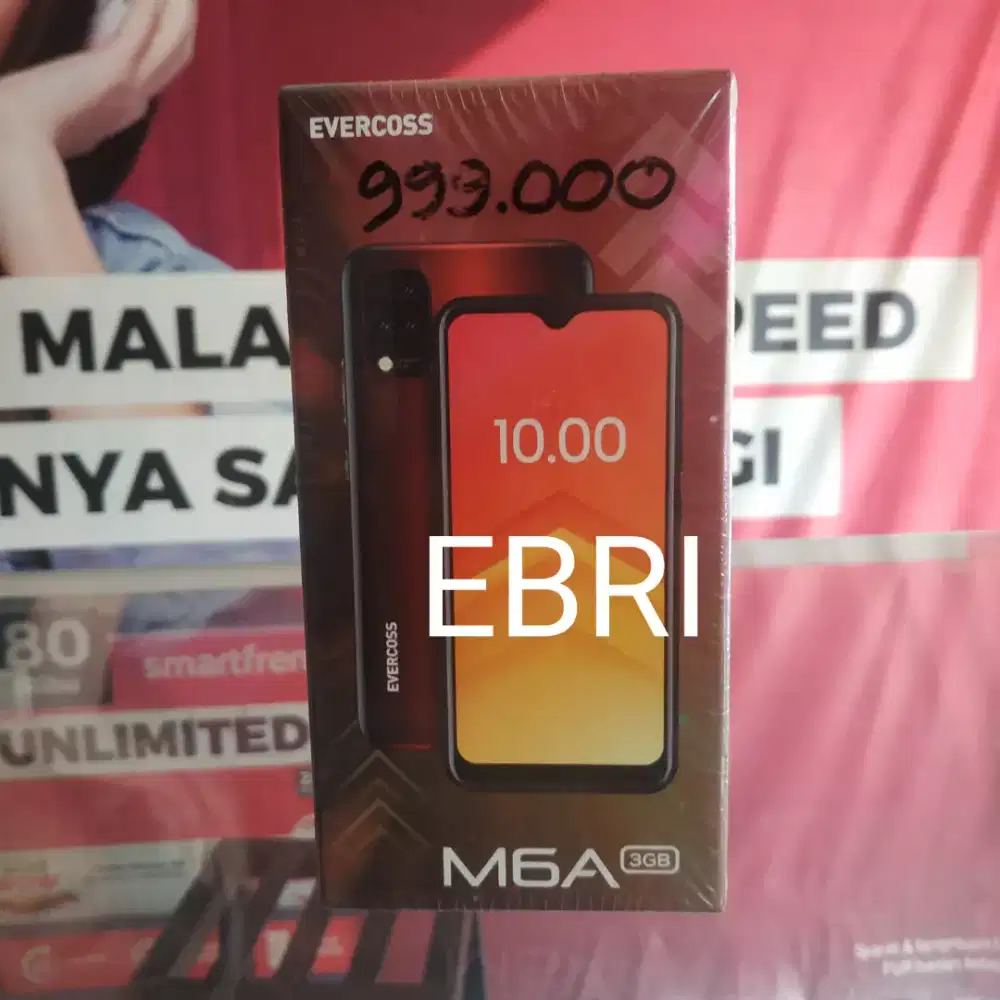 EVERCOSS
999.000
MALA
PEED
NYA SA
GI
10.00
EBRI
EVERCOSS
80
smartfren
UNLIMITED
M6A 3GB